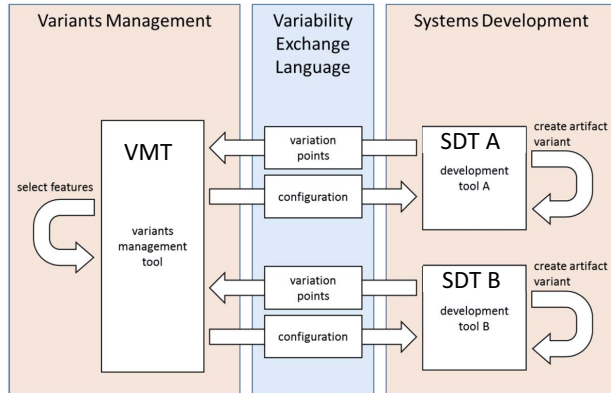 Variants Management
Variability
Exchange
Language
Systems Development
VMT
variants
management
tool
select features
variation
points
configuration
SDT A
development
tool A
create artifact
variant
variation
points
configuration
SDT B
development
tool B
create artifact
variant